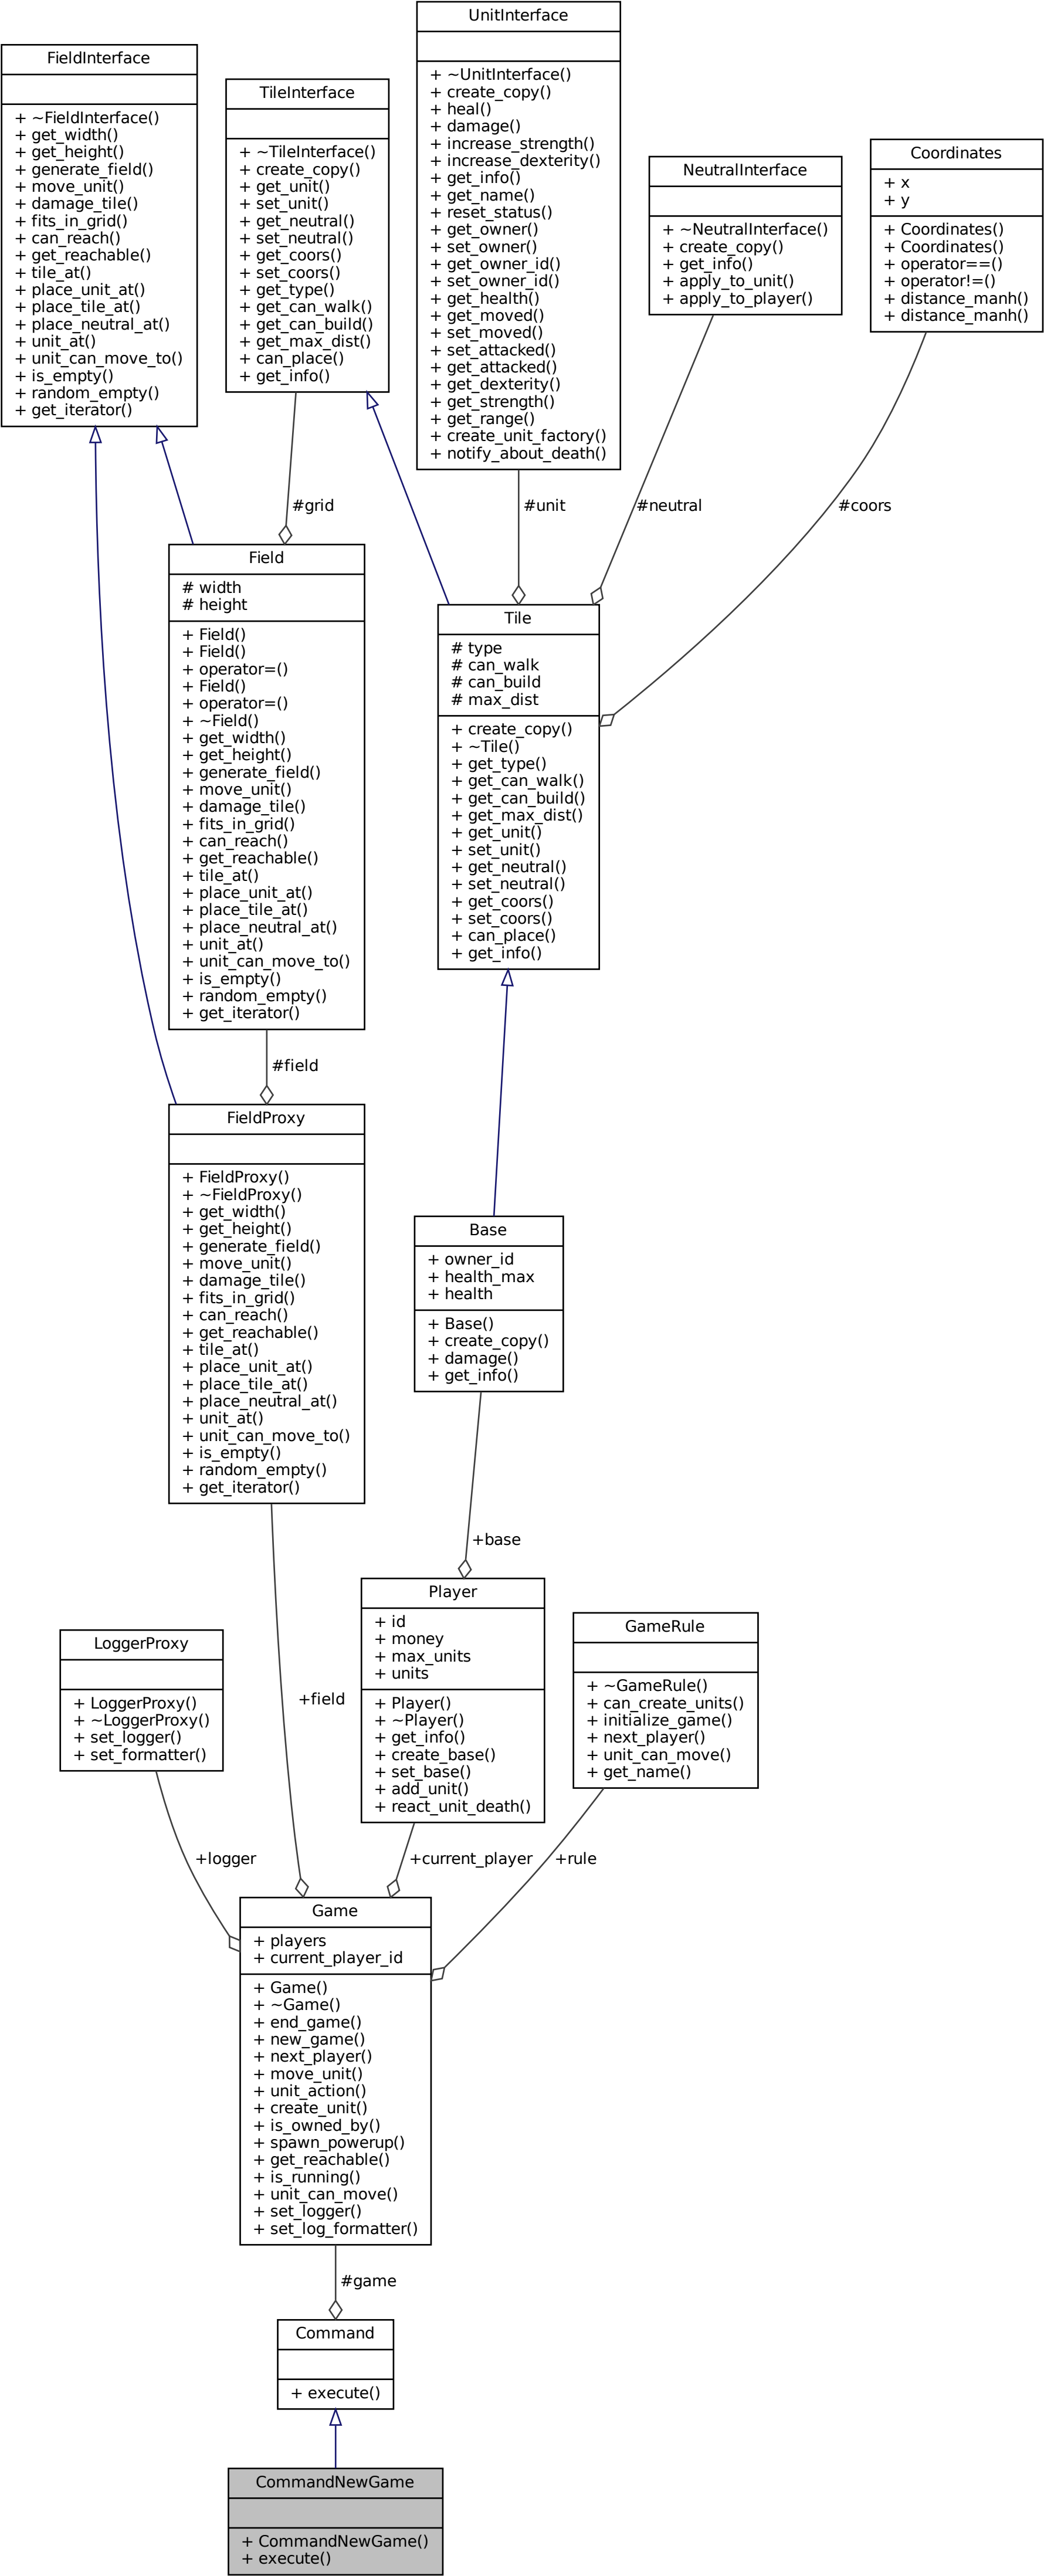 UnitInterface
+ ~UnitInterface()
+ create_copy()
+ heal()
+ damage()
+ increase_strength()
+ increase_dexterity()
+ get_info()
+ get_name()
+ reset_status()
+ get_owner()
+ set_owner()
+ get_owner_id()
+ set_owner_id()
+ get_health()
+ get_moved()
+ set_moved()
+ set_attacked()
+ get_attacked()
+ get_dexterity()
+ get_strength()
+ get_range()
+ create_unit_factory()
+ notify_about_death()
FieldInterface
+ ~FieldInterface()
+ get_width()
+ get_height()
+ generate_field()
+ move_unit()
+ damage_tile()
+ fits_in_grid()
+ can_reach()
+ get_reachable()
+ tile_at()
+ place_unit_at()
+ place_tile_at()
+ place_neutral_at()
+ unit_at()
+ unit_can_move_to()
+ is_empty()
+ random_empty()
+ get_iterator()
TileInterface
+ ~TileInterface()
+ create_copy()
+ get_unit()
+ set_unit()
+ get_neutral()
+ set_neutral()
+ get_coors()
+ set_coors()
+ get_type()
+ get_can_walk()
+ get_can_build()
+ get_max_dist()
+ can_place()
+ get_info()
NeutralInterface
+ ~NeutralInterface()
+ create_copy()
+ get_info()
+ apply_to_unit()
+ apply_to_player()
Coordinates
+ x
+ y
+ Coordinates()
+ Coordinates()
+ operator==()
+ operator!=()
+ distance_manh()
+ distance_manh()
#grid
#unit
#neutral
#coors
Field
# width
# height
+ Field()
+ Field()
+ operator=()
+ Field()
+ operator=()
+ ~Field()
+ get_width()
+ get_height()
+ generate_field()
+ move_unit()
+ damage_tile()
+ fits_in_grid()
+ can_reach()
+ get_reachable()
+ tile_at()
+ place_unit_at()
+ place_tile_at()
+ place_neutral_at()
+ unit_at()
+ unit_can_move_to()
+ is_empty()
+ random_empty()
+ get_iterator()
Tile
# type
# can_walk
# can_build
# max_dist
+ create_copy()
+ ~Tile()
+ get_type()
+ get_can_walk()
+ get_can_build()
+ get_max_dist()
+ get_unit()
+ set_unit()
+ get_neutral()
+ set_neutral()
+ get_coors()
+ set_coors()
+ can_place()
+ get_info()
#field
FieldProxy
+ FieldProxy()
+ ~FieldProxy()
+ get_width()
+ get_height()
+ generate_field()
+ move_unit()
+ damage_tile()
+ fits_in_grid()
+ can_reach()
+ get_reachable()
+ tile_at()
+ place_unit_at()
+ place_tile_at()
+ place_neutral_at()
+ unit_at()
+ unit_can_move_to()
+ is_empty()
+ random_empty()
+ get_iterator()
Base
+ owner_id
+ health_max
+ health
+ Base()
+ create_copy()
+ damage()
+ get_info()
+base
Player
+ id
+ money
+ max_units
+ units
+ Player()
+ ~Player()
+ get_info()
+ create_base()
+ set_base()
+ add_unit()
+ react_unit_death()
GameRule
+ ~GameRule()
+ can_create_units()
+ initialize_game()
+ next_player()
+ unit_can_move()
+ get_name()
LoggerProxy
+ LoggerProxy()
+ ~LoggerProxy()
+ set_logger()
+ set_formatter()
+field
+logger
+current_player
+rule
Game
+ players
+ current_player_id
+ Game()
+ ~Game()
+ end_game()
+ new_game()
+ next_player()
+ move_unit()
+ unit_action()
+ create_unit()
+ is_owned_by()
+ spawn_powerup()
+ get_reachable()
+ is_running()
+ unit_can_move()
+ set_logger()
+ set_log_formatter()
#game
Command
+ execute()
CommandNewGame
+ CommandNewGame()
+ execute()